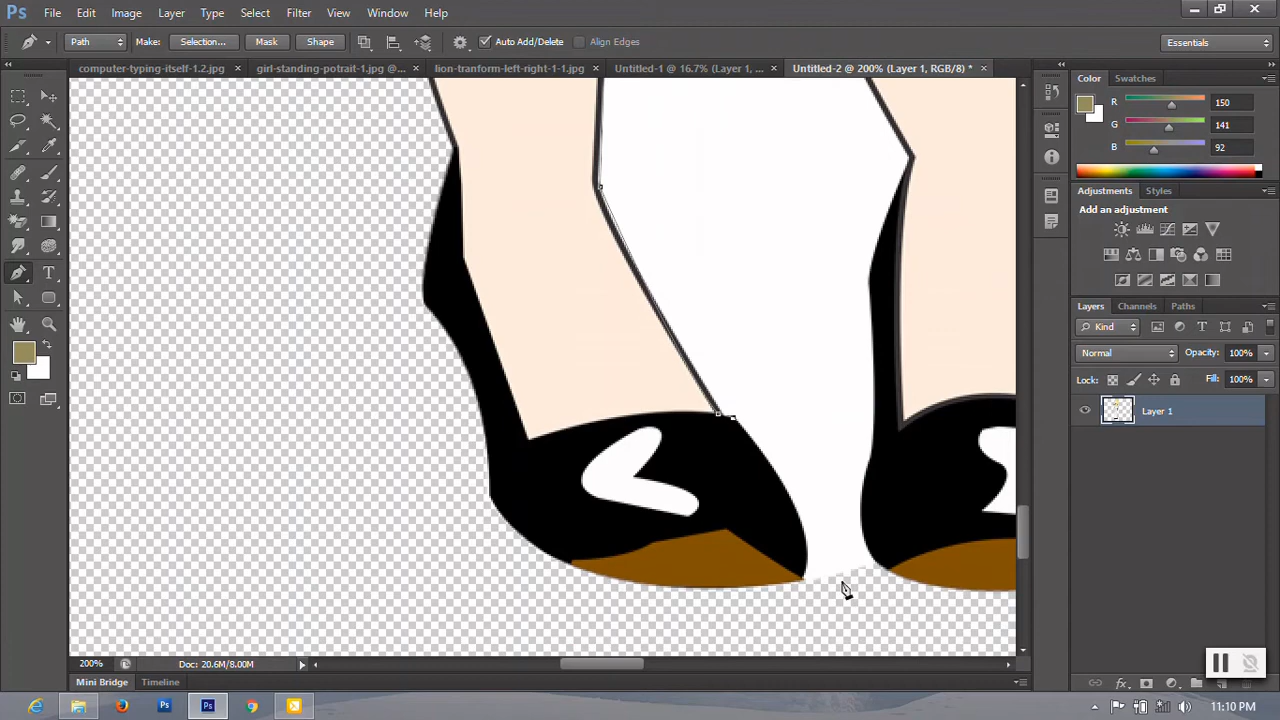 Ps File Edit Image Layer Type Select Filter View Window Help
Path Make: Selection... Mask Shape Auto Add/Delete Align Edges Essentials
computer-typing-itself-1.2.jpg × girl-standing-potrait-1.jpg @... × lion-tranform-left-right-1-1.jpg × Untitled-1 @ 16.7% (Layer 1, ... × Untitled-2 @ 200% (Layer 1, RGB/8) * ×
Color Swatches
R 150
G 141
B 92
Adjustments Styles
Add an adjustment
Layers Channels Paths
Kind
Normal Opacity: 100%
Lock: Fill: 100%
Layer 1
200% Doc: 20.6M/8.00M
Mini Bridge Timeline
Ps Ps 11:10 PM